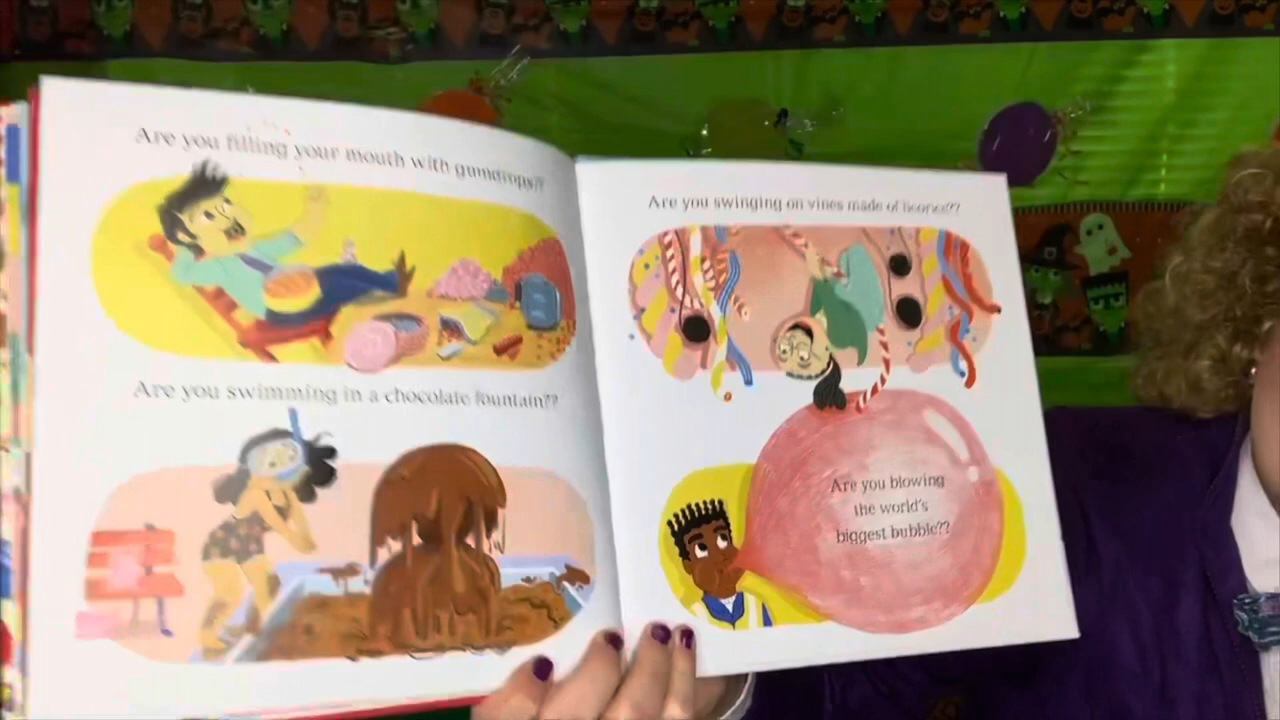 Are you filling your mouth with gumdrops??
Are you swimming in a chocolate fountain??
Are you swinging on vines made of licorice??
Are you blowing
the world's
biggest bubble??